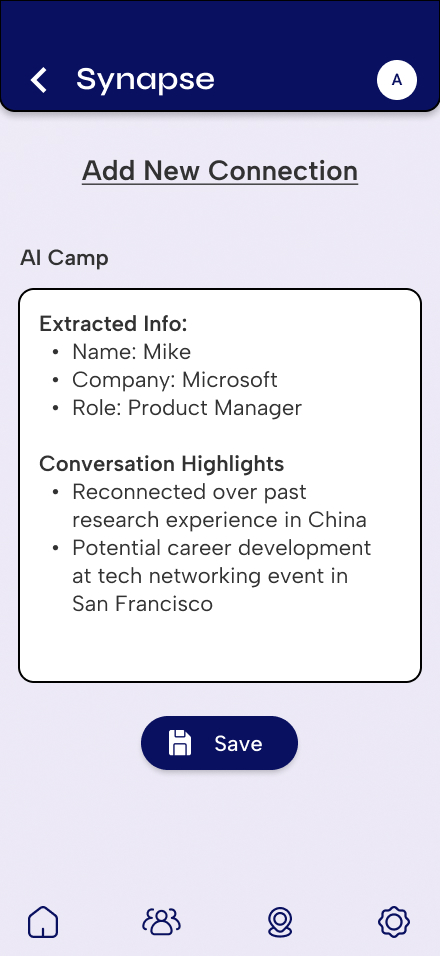 Synapse
A
Add New Connection
AI Camp
Extracted Info:
• Name: Mike
• Company: Microsoft
• Role: Product Manager
Conversation Highlights
• Reconnected over past
research experience in China
• Potential career development
at tech networking event in
San Francisco
Save